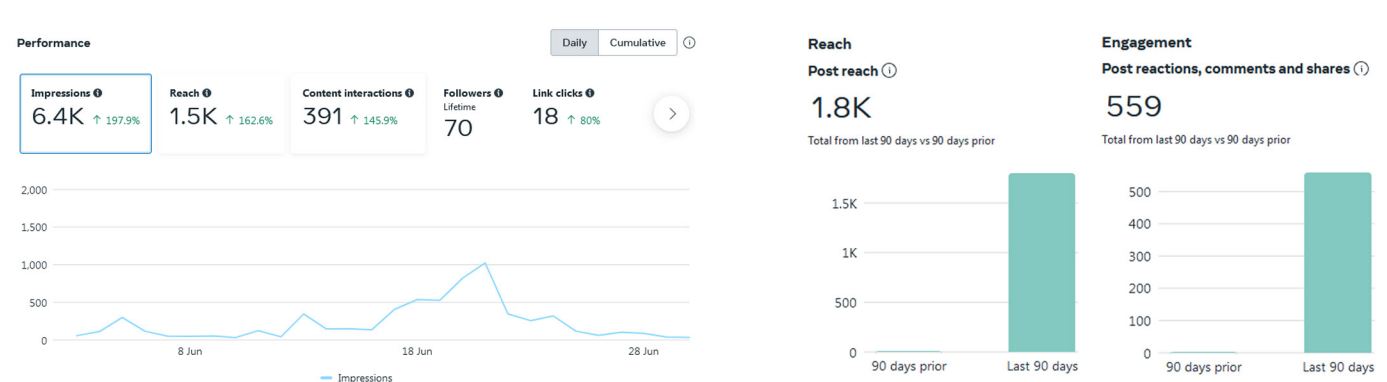 Performance
Daily Cumulative
Impressions Reach Content interactions Followers Link clicks
Lifetime
6.4K ↑ 197.9% 1.5K ↑ 162.6% 391 ↑ 145.9% 70 18 ↑ 80%
2,000
1,500
1,000
500
0
8 Jun 18 Jun 28 Jun
Impressions
Reach
Post reach
1.8K
Total from last 90 days vs 90 days prior
1.5K
1K
500
0
90 days prior Last 90 days
Engagement
Post reactions, comments and shares
559
Total from last 90 days vs 90 days prior
500
400
300
200
100
0
90 days prior Last 90 days